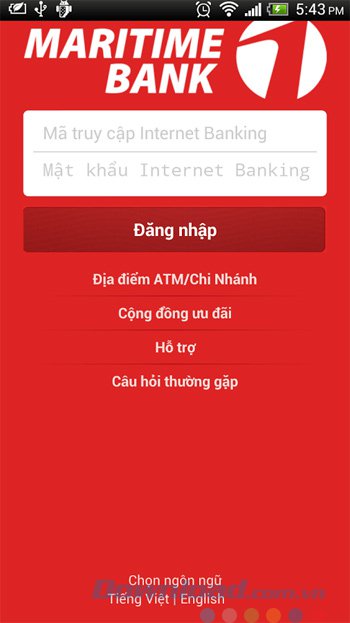 5:43 PM
MARITIME
BANK
Mã truy cập Internet Banking
Mật khẩu Internet Banking
Đăng nhập
Địa điểm ATM/Chi Nhánh
Cộng đồng ưu đãi
Hỗ trợ
Câu hỏi thường gặp
Chọn ngôn ngữ
Download.com.vn
Tiếng Việt | English